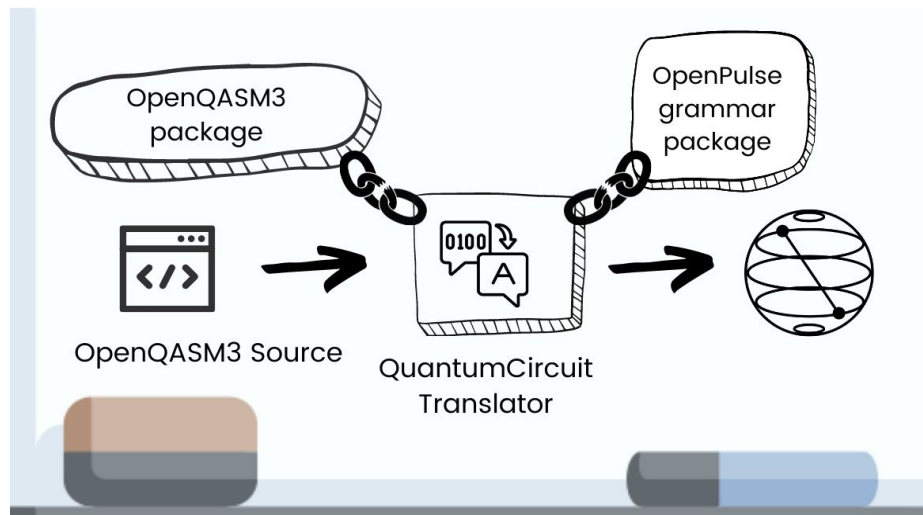 OpenQASM3
package
OpenPulse
grammar
package
0100
A
</>
OpenQASM3 Source
QuantumCircuit
Translator